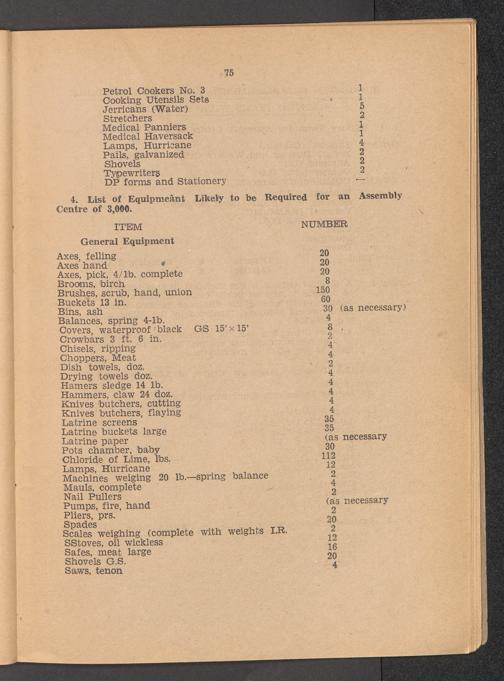 75
Petrol Cookers No. 3 1
Cooking Utensils Sets 1
Jerricans (Water) 5
Stretchers 2
Medical Panniers 1
Medical Haversack 1
Lamps, Hurricane 4
Pails, galvanized 2
Shovels 2
Typewriters 2
DP forms and Stationery —
4. List of Equipment Likely to be Required for an Assembly
Centre of 3,000.
ITEM NUMBER
General Equipment
Axes, felling 20
Axes hand 20
Axes, pick, 4/1b. complete 20
Brooms, birch 8
Brushes, scrub, hand, union 150
Buckets 13 in. 60
Bins, ash 30 (as necessary)
Balances, spring 4-lb. 4
Covers, waterproof black GS 15'×15' 8
Crowbars 3 ft. 6 in. 2
Chisels, ripping 4
Choppers, Meat 4
Dish towels, doz. 2
Drying towels doz. 4
Hamers sledge 14 lb. 4
Hammers, claw 24 doz. 4
Knives butchers, cutting 4
Knives butchers, flaying 4
Latrine screens 35
Latrine buckets large 35
Latrine paper (as necessary
Pots chamber, baby 30
Chloride of Lime, lbs. 112
Lamps, Hurricane 12
Machines weiging 20 lb.—spring balance 2
Mauls, complete 4
Nail Pullers 2
Pumps, fire, hand (as necessary
Pliers, prs. 2
Spades 20
Scales weighing (complete with weights I.R. 2
SStoves, oil wickless 12
Safes, meat large 16
Shovels G.S. 20
Saws, tenon 4